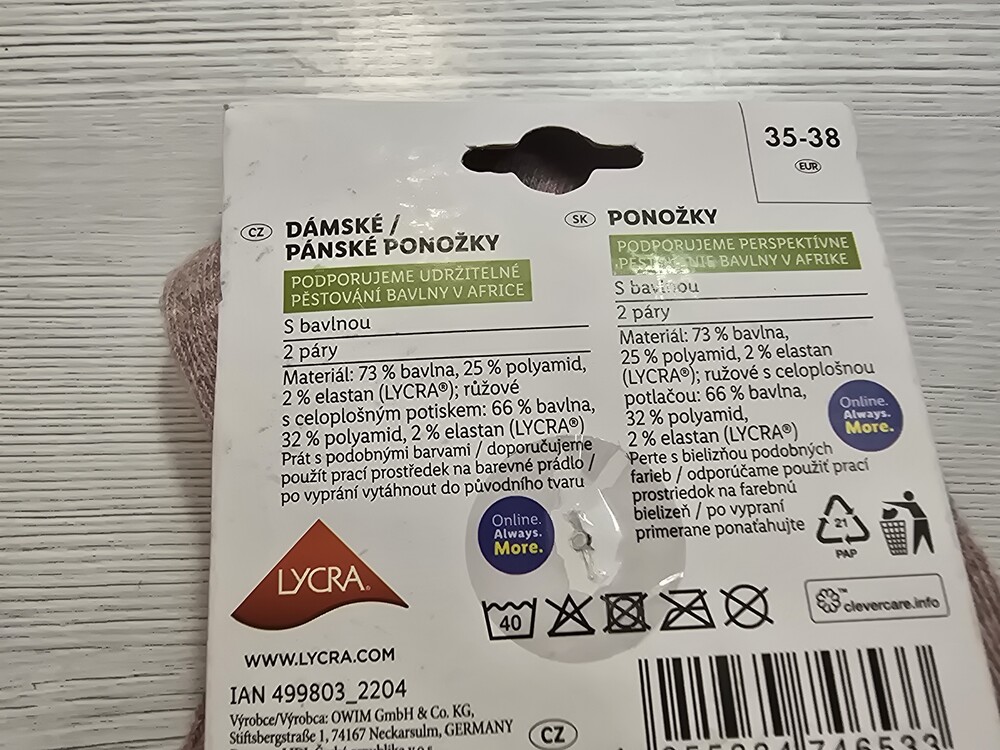 35-38
EUR
CZ
DÁMSKÉ /
PÁNSKÉ PONOŽKY
PODPORUJEME UDRŽITELNÉ
PĚSTOVÁNÍ BAVLNY V AFRICE
S bavlnou
2 páry
Materiál: 73 % bavlna, 25 % polyamid,
2 % elastan (LYCRA®); růžové
s celoplošným potiskem: 66 % bavlna,
32 % polyamid, 2 % elastan (LYCRA®)
Prát s podobnými barvami / doporučujeme
použít prací prostředek na barevné prádlo /
po vyprání vytáhnout do původního tvaru
SK
PONOŽKY
PODPORUJEME PERSPEKTÍVNE
BAVLNY V AFRIKE
S bavlnou
2 páry
Materiál: 73 % bavlna,
25 % polyamid, 2 % elastan
(LYCRA®); ružové s celoplošnou
potlačou: 66 % bavlna,
32 % polyamid,
2 % elastan (LYCRA®)
Perte s bielizňou podobných
farieb / odporúčame použiť prací
prostriedok na farebnú
bielizeň / po vypraní
primerane ponaťahujte
Online.
Always.
More.
Online.
Always.
More.
21
PAP
LYCRA®
40
clevercare.info™
WWW.LYCRA.COM
IAN 499803_2204
Výrobce/Výrobca: OWIM GmbH & Co. KG,
Stiftsbergstraße 1, 74167 Neckarsulm, GERMANY
CZ